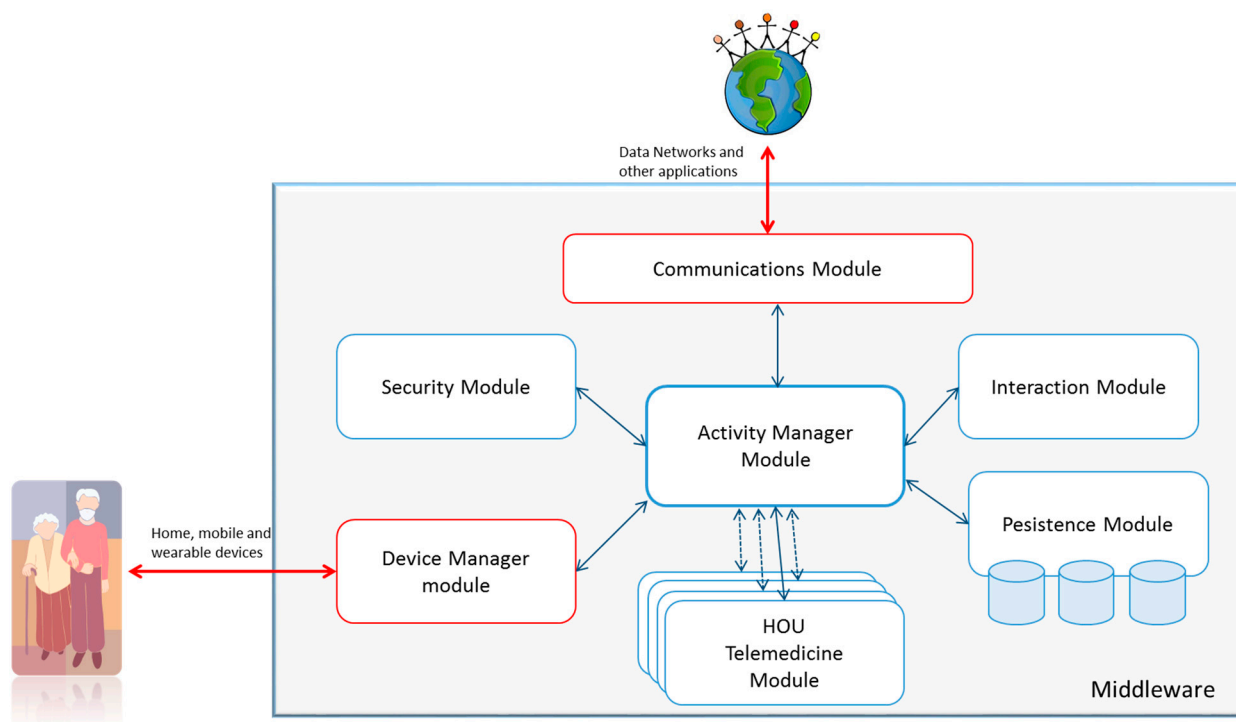 Data Networks and
other applications
Communications Module
Security Module
Interaction Module
Activity Manager
Module
Home, mobile and
wearable devices
Device Manager
module
Pesistence Module
HOU
Telemedicine
Module
Middleware